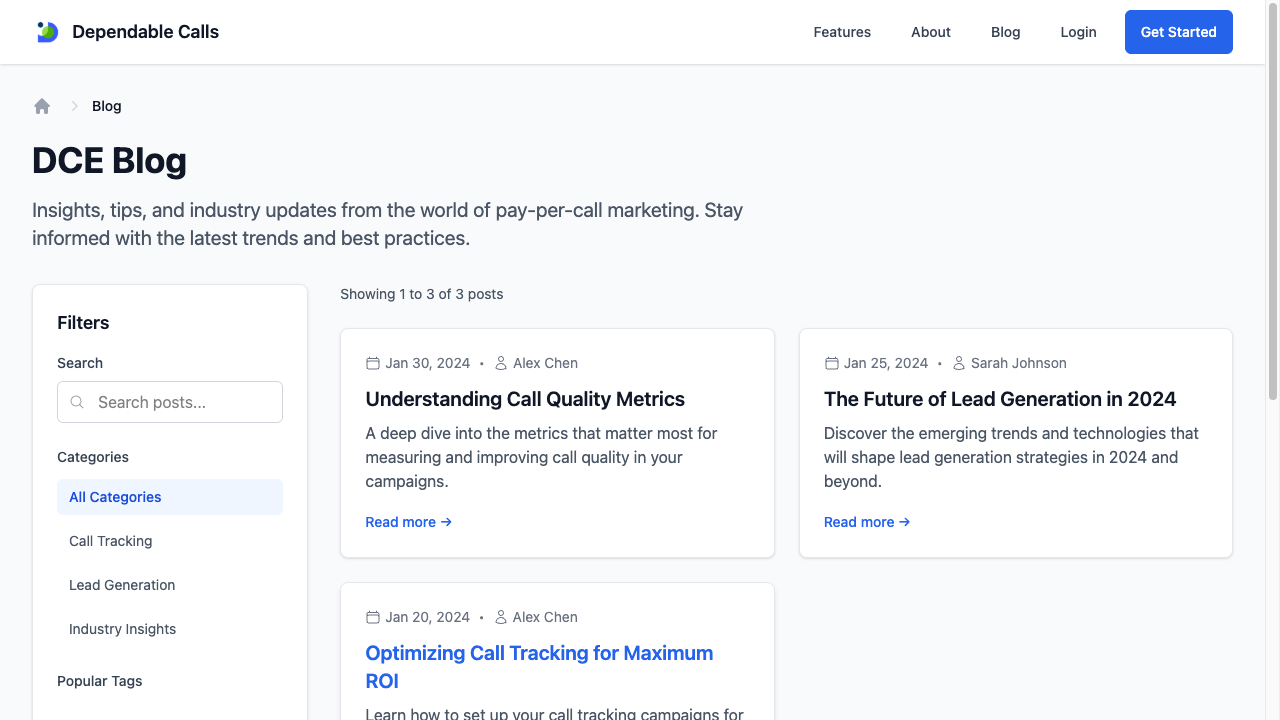 Dependable Calls
Features
About
Blog
Login
Get Started
Blog
DCE Blog
Insights, tips, and industry updates from the world of pay-per-call marketing. Stay
informed with the latest trends and best practices.
Filters
Search
Search posts...
Categories
All Categories
Call Tracking
Lead Generation
Industry Insights
Popular Tags
Showing 1 to 3 of 3 posts
Jan 30, 2024 • Alex Chen
Understanding Call Quality Metrics
A deep dive into the metrics that matter most for
measuring and improving call quality in your
campaigns.
Read more →
Jan 25, 2024 • Sarah Johnson
The Future of Lead Generation in 2024
Discover the emerging trends and technologies that
will shape lead generation strategies in 2024 and
beyond.
Read more →
Jan 20, 2024 • Alex Chen
Optimizing Call Tracking for Maximum
ROI
Learn how to set up your call tracking campaigns for